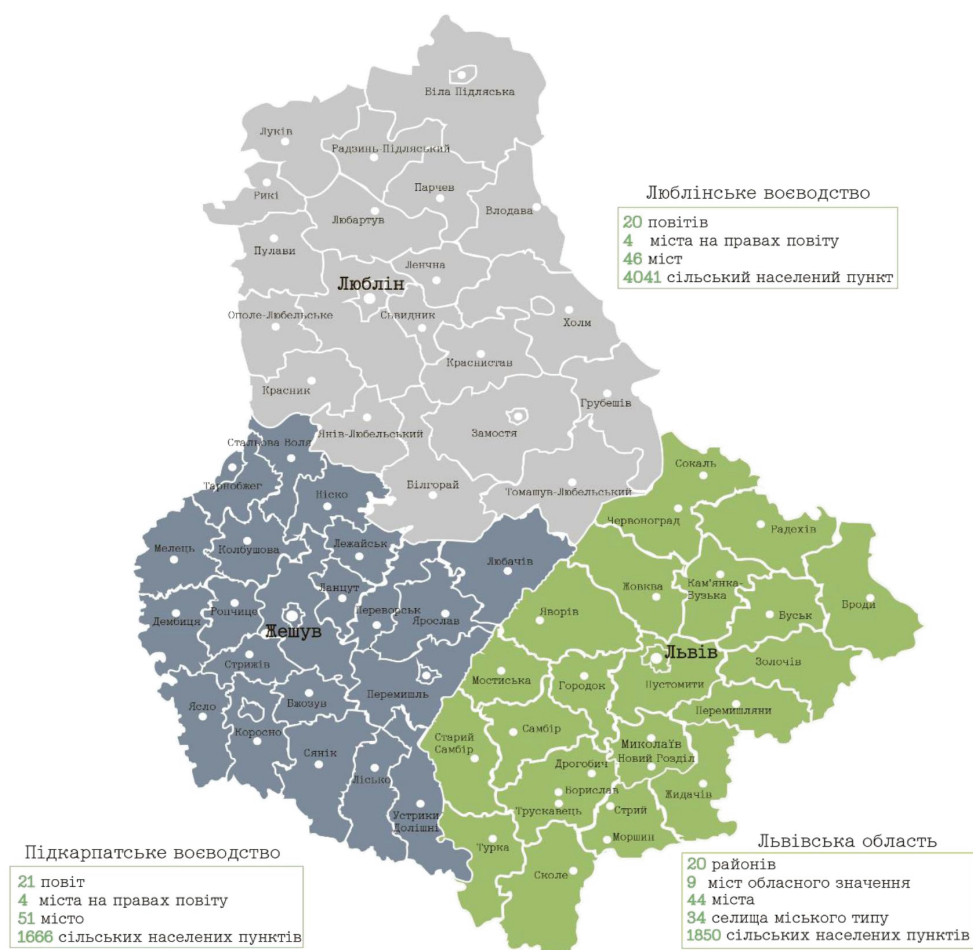 Біла Підляська
Луків
Радзинь-Підляський
Рикі
Парчев
Влодава
Любартув
Пулави
Ленчна
Люблін
Ополе-Любельське
Сьвидник
Холм
Краснистав
Красник
Грубешів
Янів-Любельський
Замостя
Білгорай
Томашув-Любельський
Люблінське воєводство
20 повітів
4 міста на правах повіту
46 міст
4041 сільський населений пункт
Стальова Воля
Тарнобжег
Ніско
Мелець
Колбушова
Лежайськ
Любачів
Ланцут
Дембиця
Ропчице
Переворськ
Ярослав
Жешув
Стрижів
Перемишль
Ясло
Бжозув
Коросно
Сянік
Лісько
Устрики
Долішні
Сокаль
Червоноград
Радехів
Жовква
Кам'янка-
Бузька
Броди
Буськ
Яворів
Львів
Золочів
Мостиська
Городок
Пустомити
Перемишляни
Старий
Самбір
Самбір
Миколаїв
Новий Розділ
Дрогобич
Борислав
Жидачів
Трускавець
Стрий
Моршин
Турка
Сколе
Підкарпатське воєводство
21 повіт
4 міста на правах повіту
51 місто
1666 сільських населених пунктів
Львівська область
20 районів
9 міст обласного значення
44 міста
34 селища міського типу
1850 сільських населених пунктів